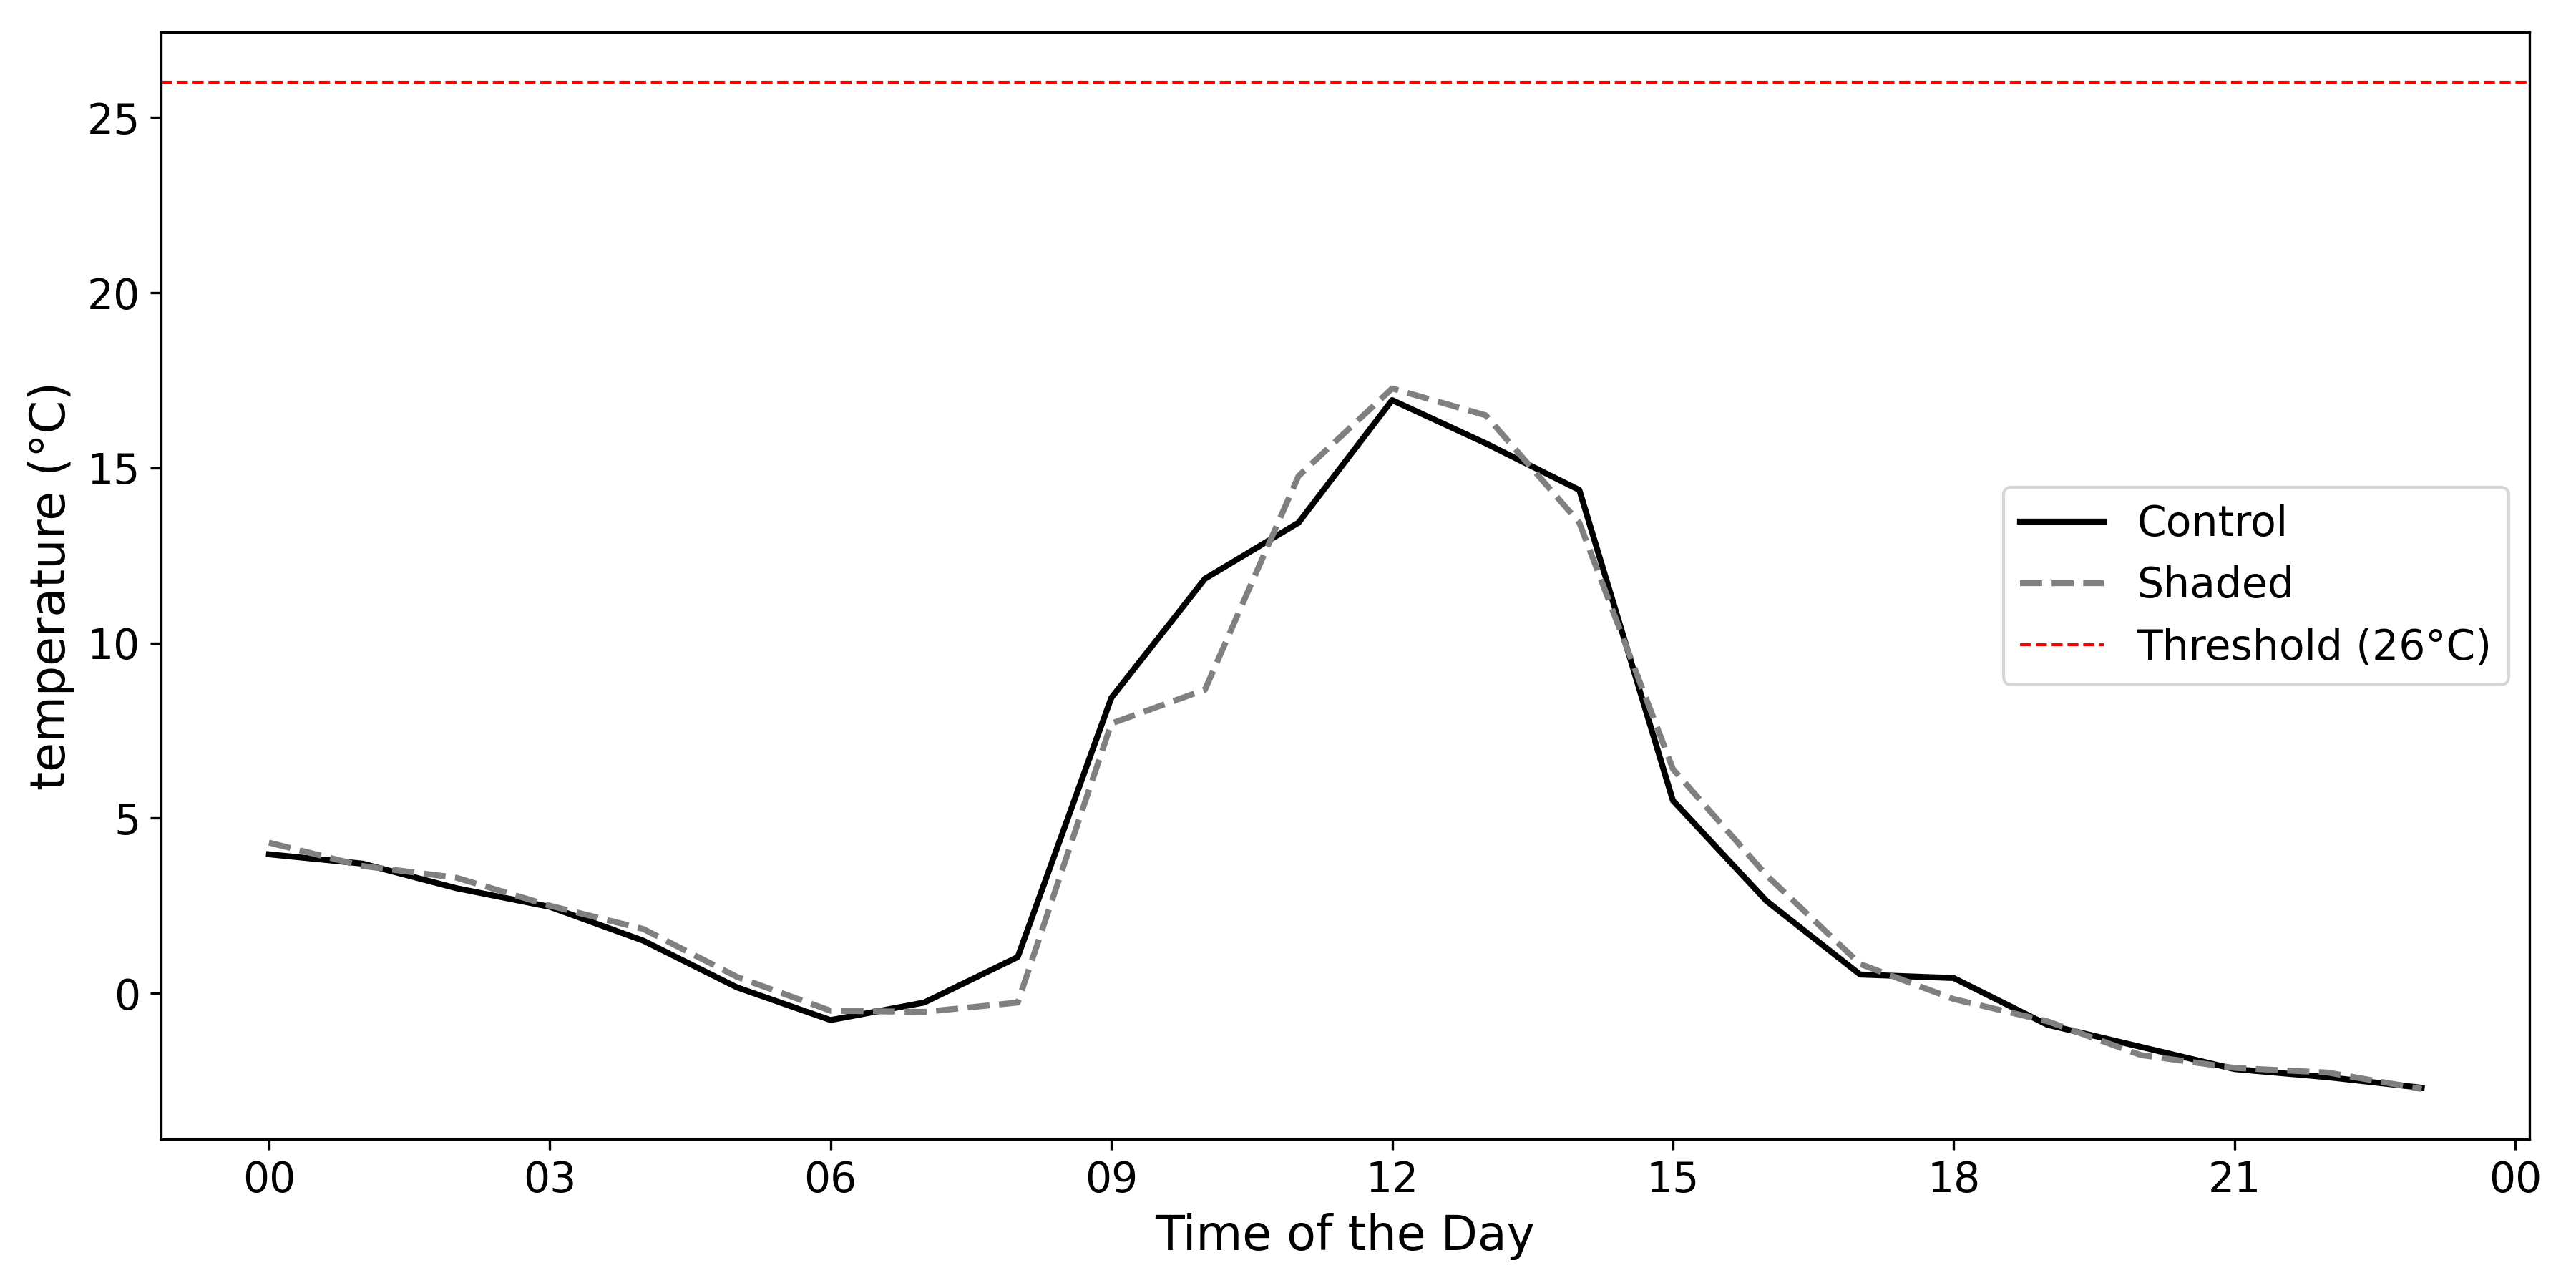 temperature (°C)
25
20
15
10
5
0
Control
Shaded
Threshold (26°C)
00 03 06 09 12 15 18 21 00
Time of the Day